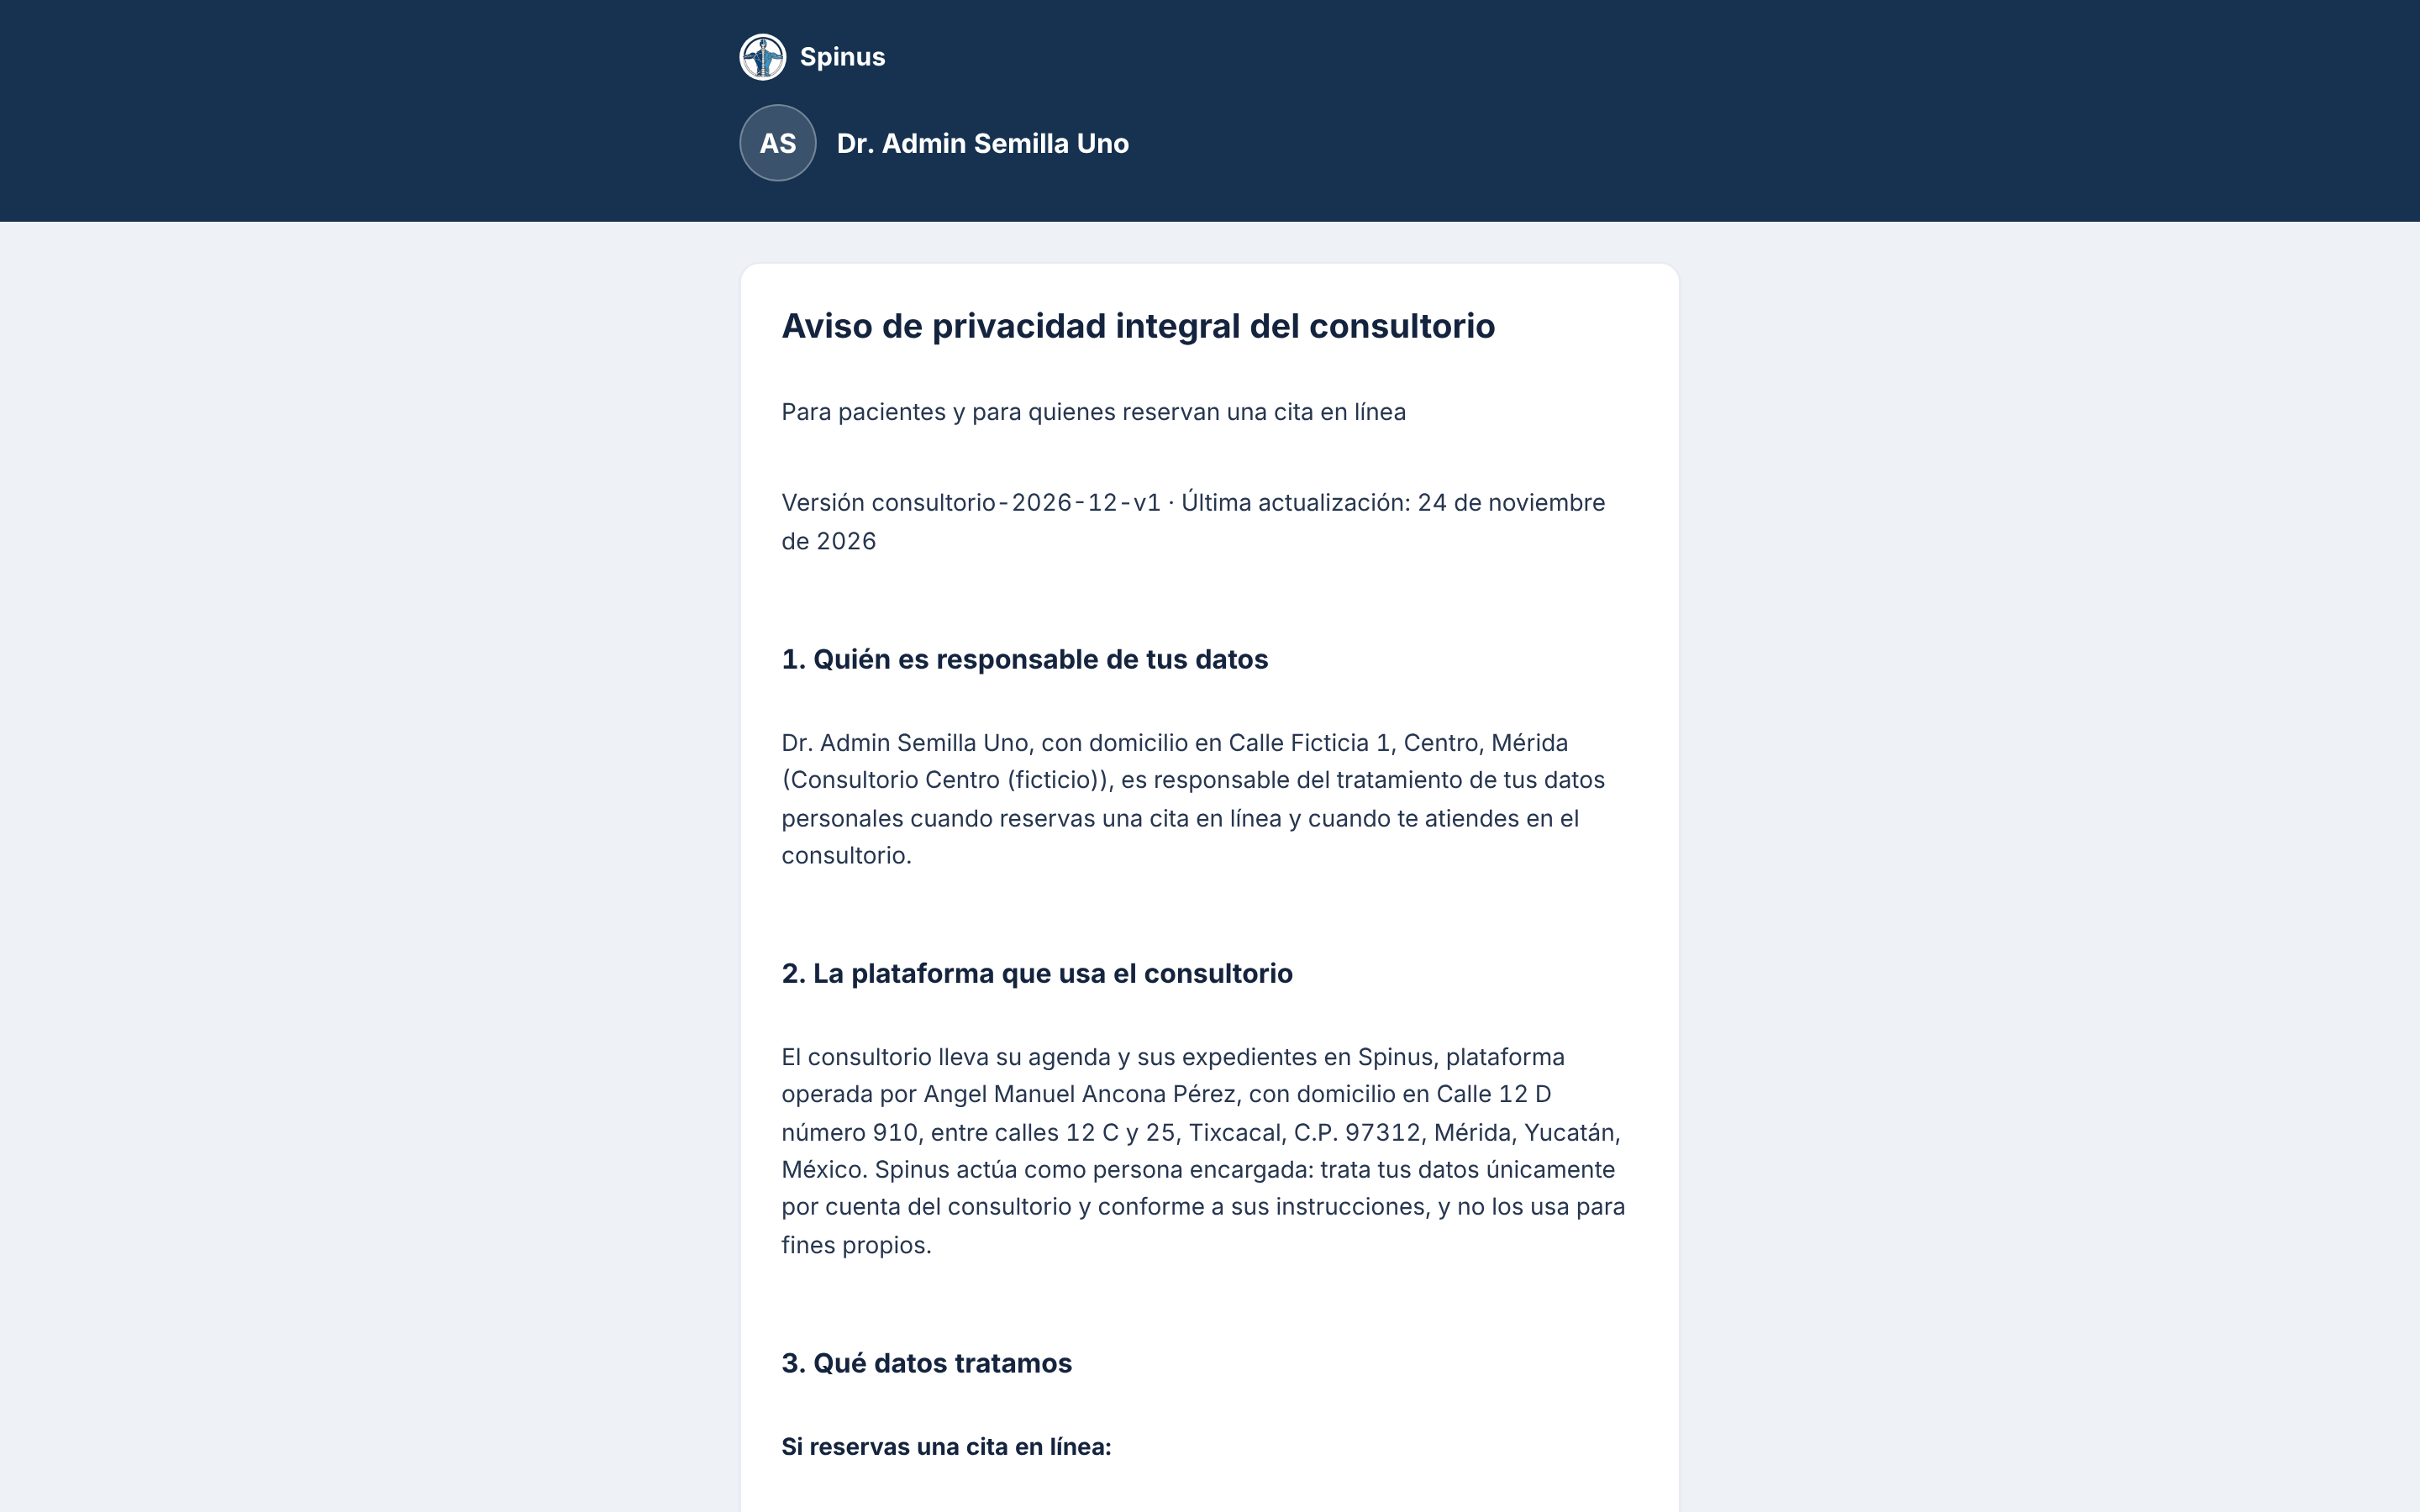 Spinus
AS
Dr. Admin Semilla Uno
Aviso de privacidad integral del consultorio
Para pacientes y para quienes reservan una cita en línea
Versión consultorio-2026-12-v1 · Última actualización: 24 de noviembre
de 2026
1. Quién es responsable de tus datos
Dr. Admin Semilla Uno, con domicilio en Calle Ficticia 1, Centro, Mérida
(Consultorio Centro (ficticio)), es responsable del tratamiento de tus datos
personales cuando reservas una cita en línea y cuando te atiendes en el
consultorio.
2. La plataforma que usa el consultorio
El consultorio lleva su agenda y sus expedientes en Spinus, plataforma
operada por Angel Manuel Ancona Pérez, con domicilio en Calle 12 D
número 910, entre calles 12 C y 25, Tixcacal, C.P. 97312, Mérida, Yucatán,
México. Spinus actúa como persona encargada: trata tus datos únicamente
por cuenta del consultorio y conforme a sus instrucciones, y no los usa para
fines propios.
3. Qué datos tratamos
Si reservas una cita en línea: